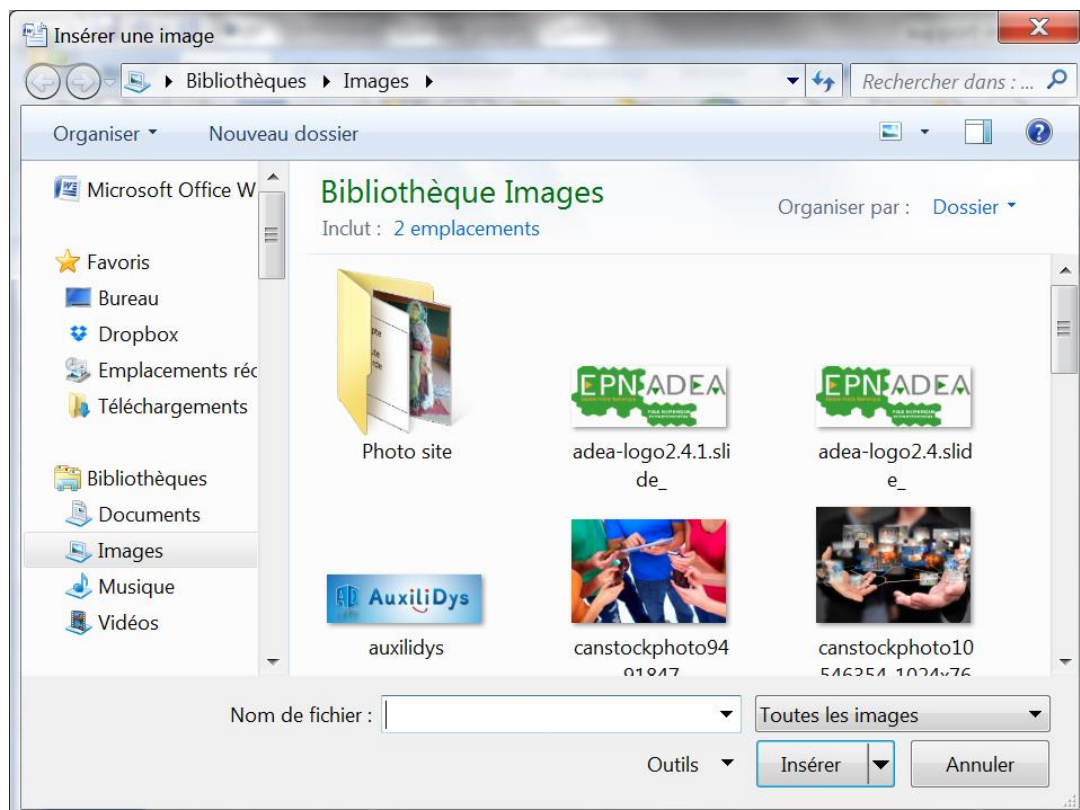 Insérer une image
Bibliothèques Images
Rechercher dans : ...
Organiser Nouveau dossier
Microsoft Office W
Favoris
Bureau
Dropbox
Emplacements réc
Téléchargements
Bibliothèques
Documents
Images
Musique
Vidéos
Bibliothèque Images
Inclut : 2 emplacements
Organiser par : Dossier
Photo site
EPN ADEA
adea-logo2.4.1.sli
de_
EPN ADEA
adea-logo2.4.slid
e_
AuxiliDys
auxilidys
canstockphoto94
91847
canstockphoto10
546354-1024x76
Nom de fichier :
Toutes les images
Outils Insérer Annuler